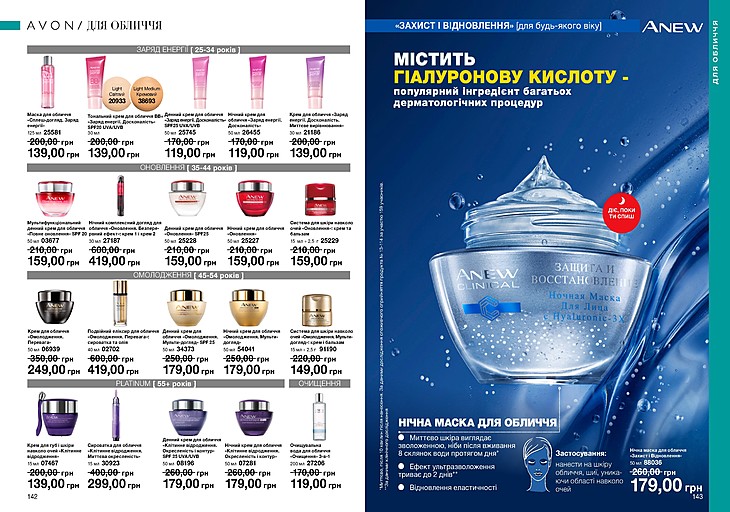 AVON / ДЛЯ ОБЛИЧЧЯ
ЗАРЯД ЕНЕРГІЇ [ 25-34 років ]
Light
Світлий
20933
Light Medium
Кремовий
38693
Маска для обличчя
«Сплеш-догляд. Заряд
енергії»
125 мл 25581
200,00 грн
139,00 грн
Тональний крем для обличчя ВВ+
«Заряд енергії. Досконалість»
SPF20 UVA/UVB
30 мл
200,00 грн
139,00 грн
Денний крем для обличчя
«Заряд енергії. Досконалість»
SPF25 UVA/UVB
50 мл 25745
170,00 грн
119,00 грн
Нічний крем для
обличчя «Заряд
енергії. Досконалість»
50 мл 26455
170,00 грн
119,00 грн
Крем для обличчя
«Заряд енергії. Досконалість.
Миттєве вирівнювання»
30 мл 21186
200,00 грн
139,00 грн
ОНОВЛЕННЯ [ 35-44 років ]
Мультифункціональний
денний крем для обличчя
«Повне оновлення» SPF 20
50 мл 03677
210,00 грн
159,00 грн
Нічний комплексний догляд для
обличчя «Оновлення. Безпере-
рвний ефект»: крем 1 і крем 2
30 мл 27187
600,00 грн
419,00 грн
Денний крем для обличчя
«Оновлення» SPF25
50 мл 25228
210,00 грн
159,00 грн
Нічний крем для обличчя
«Оновлення»
50 мл 25227
210,00 грн
159,00 грн
Система для шкіри навколо
очей «Оновлення»: крем та
бальзам
15 мл + 2,5 г 25229
210,00 грн
159,00 грн
ОМОЛОДЖЕННЯ [ 45-54 років ]
Крем для обличчя
«Омолодження.
Перевага»
50 мл 06939
350,00 грн
249,00 грн
Подвійний еліксир для обличчя
«Омолодження. Перевага»:
сироватка та олія
40 мл 02702
600,00 грн
419,00 грн
Денний крем для
обличчя «Омолодження.
Мульти-догляд» SPF 25
50 мл 34373
250,00 грн
179,00 грн
Нічний крем для обличчя
«Омолодження. Мульти-
догляд»
50 мл 54041
250,00 грн
179,00 грн
Система для шкіри навколо
очей «Омолодження. Мульти-
догляд»: крем і бальзам
15 мл + 2,5 г 91190
220,00 грн
149,00 грн
PLATINUM [ 55+ років ]
ОЧИЩЕННЯ
Крем для губ і шкіри
навколо очей «Клітинне
відродження»
15 мл 07467
200,00 грн
139,00 грн
Сироватка для обличчя
«Клітинне відродження.
Миттєва окресленість»
15 мл 30923
400,00 грн
299,00 грн
Денний крем для обличчя
«Клітинне відродження.
Окресленість і контур»
SPF 25 UVA/UVB
50 мл 08196
260,00 грн
179,00 грн
Нічний крем для обличчя
«Клітинне відродження.
Окресленість і контур»
50 мл 07281
260,00 грн
179,00 грн
Очищувальна
вода для обличчя
«Очищення 3-в-1
200 мл 27206
170,00 грн
119,00 грн
142
«ЗАХИСТ І ВІДНОВЛЕННЯ» [для будь-якого віку]
ANEW
ДЛЯ ОБЛИЧЧЯ
МІСТИТЬ
ГІАЛУРОНОВУ КИСЛОТУ -
популярний інгредієнт багатьох
дерматологічних процедур
ДІЄ, ПОКИ
ТИ СПИШ
ANEW
CLINICAL
ЗАЩИТА И
ВОССТАНОВЛЕНИЕ
Ночная Маска
Для Лица
с Hyaluronic-3X
НІЧНА МАСКА ДЛЯ ОБЛИЧЧЯ
Миттєво шкіра виглядає
зволоженою, ніби після вживання
8 склянок води протягом дня*
Ефект ультразволоження
триває до 2 днів**
Відновлення еластичності
Застосування:
нанести на шкіру
обличчя, шиї, уника-
ючи області навколо
очей
Нічна маска для обличчя
«Захист і Відновлення»
50 мл 88036
260,00 грн
179,00 грн
143